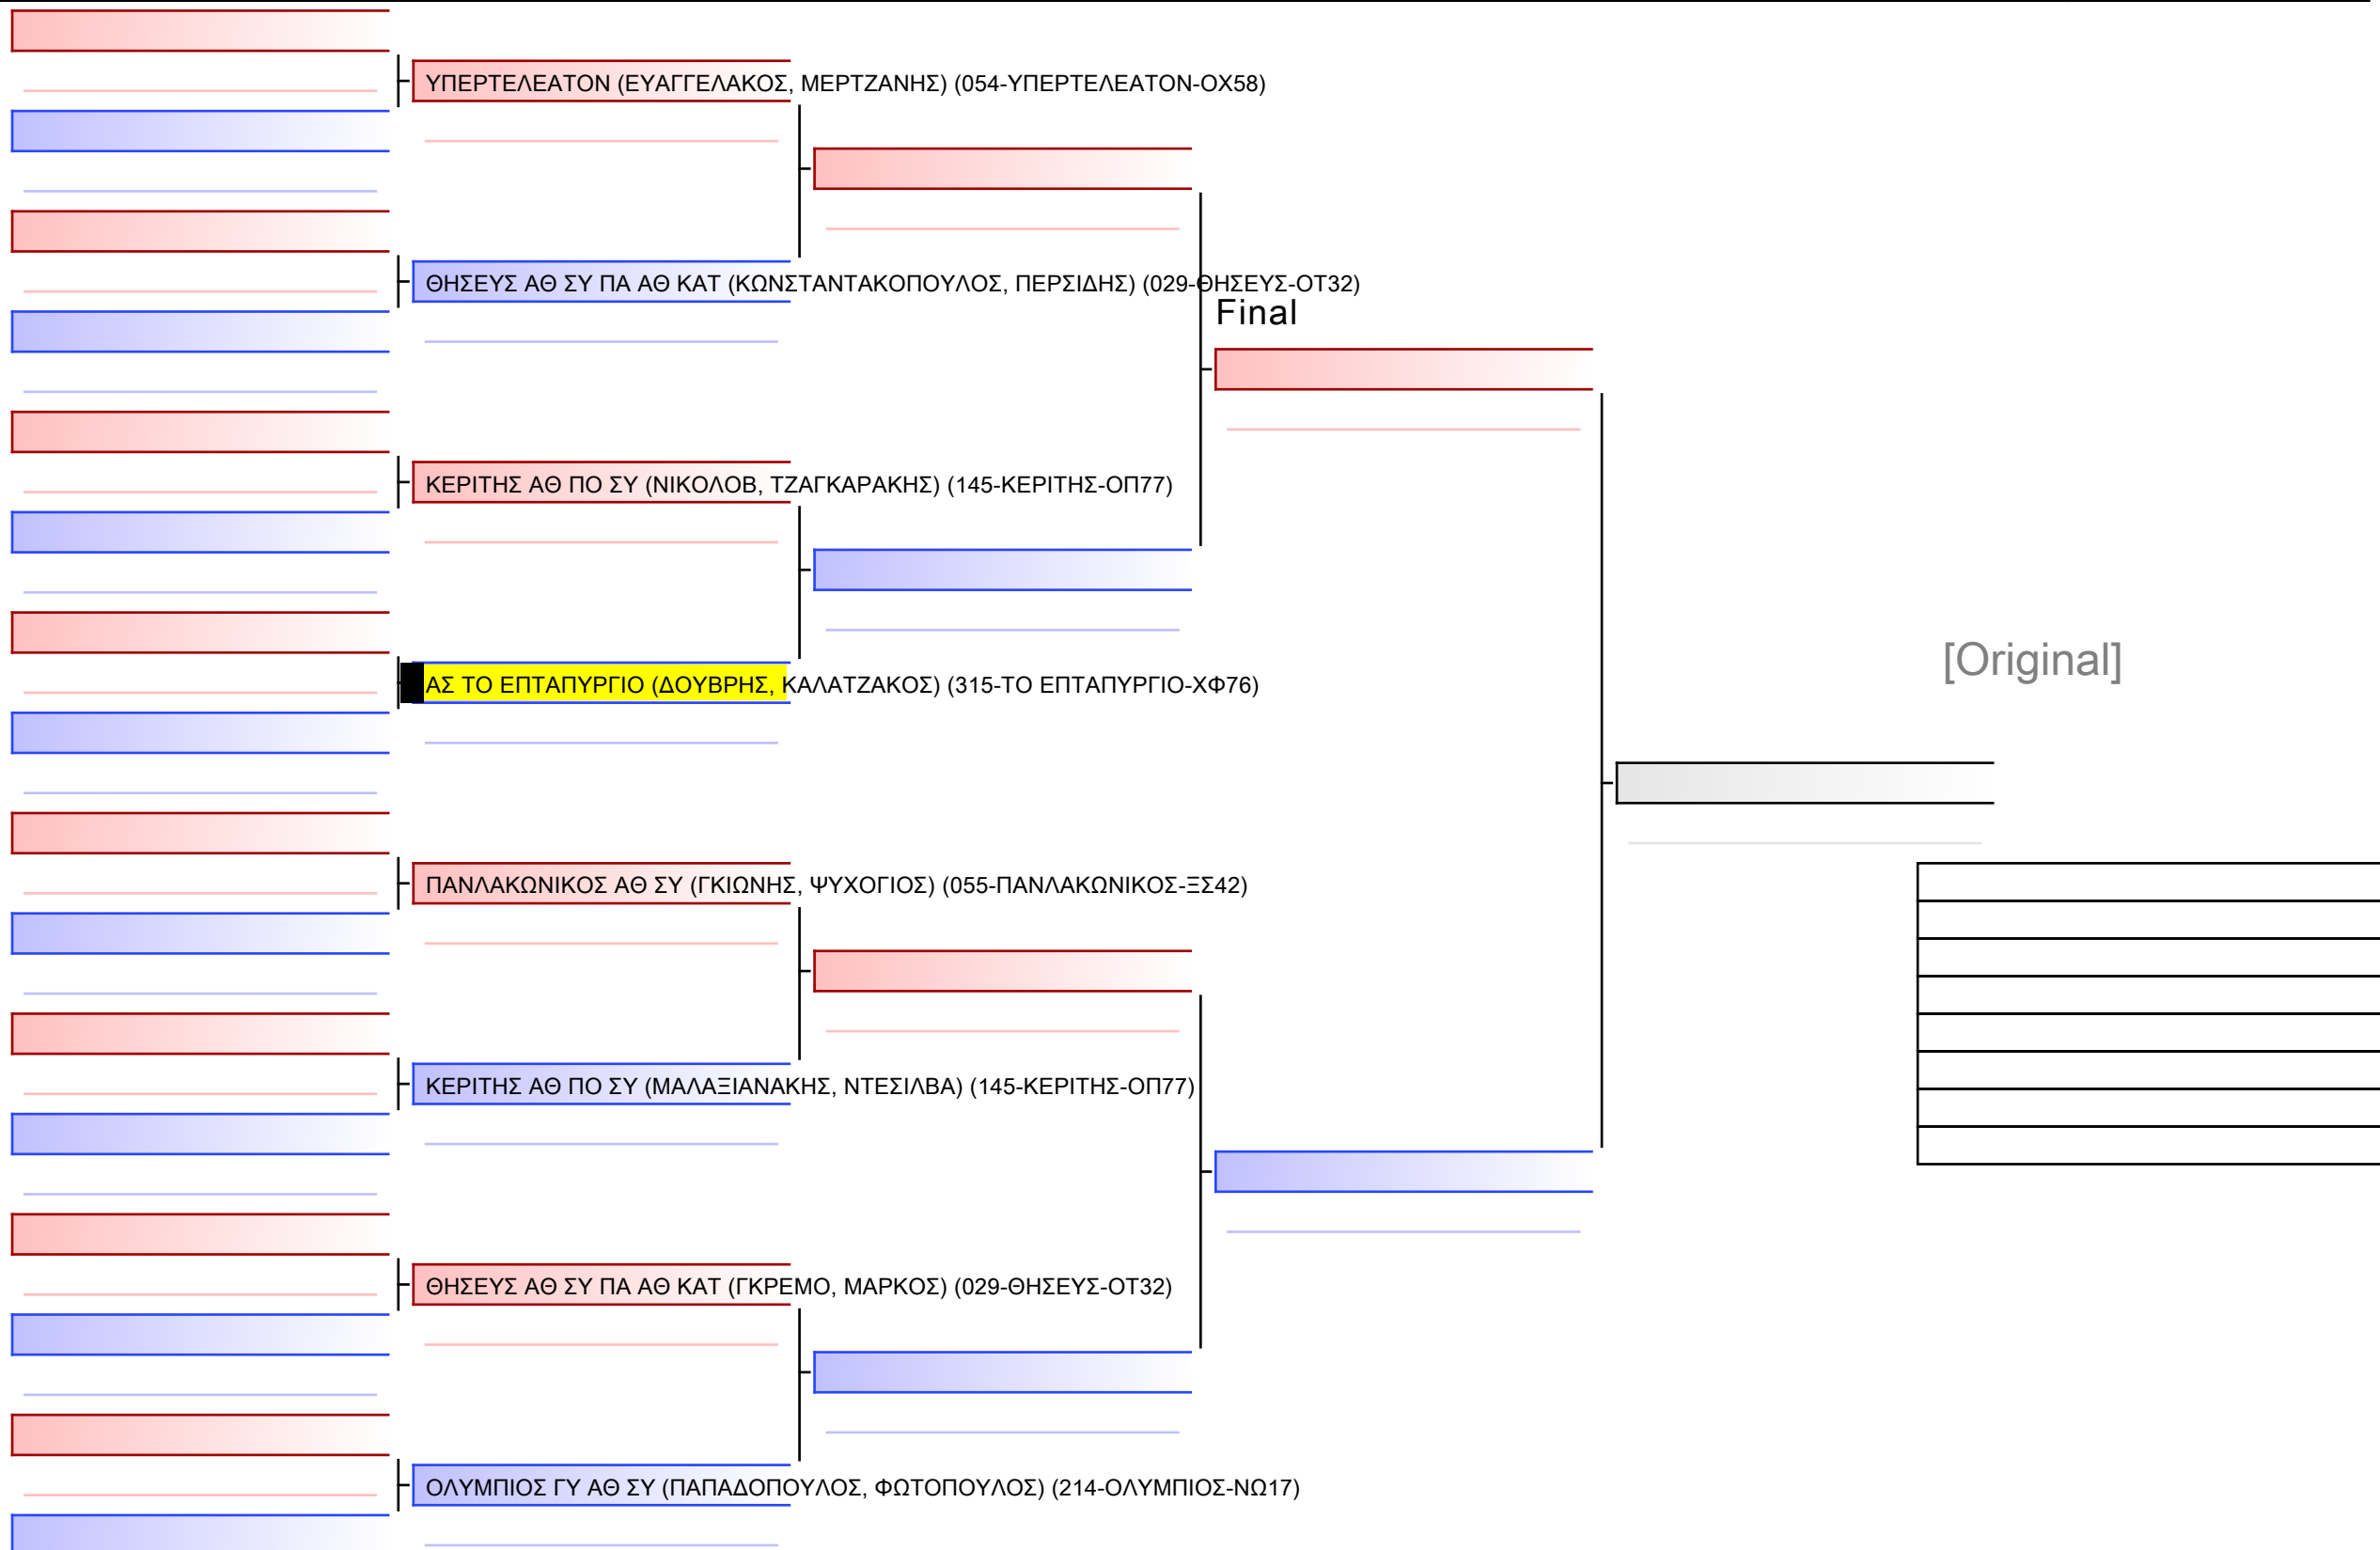 ΥΠΕΡΤΕΛΕΑΤΟΝ (ΕΥΑΓΓΕΛΑΚΟΣ, ΜΕΡΤΖΑΝΗΣ) (054-ΥΠΕΡΤΕΛΕΑΤΟΝ-ΟΧ58)
ΘΗΣΕΥΣ ΑΘ ΣΥ ΠΑ ΑΘ ΚΑΤ (ΚΩΝΣΤΑΝΤΑΚΟΠΟΥΛΟΣ, ΠΕΡΣΙΔΗΣ) (029-ΘΗΣΕΥΣ-ΟΤ32)
Final
ΚΕΡΙΤΗΣ ΑΘ ΠΟ ΣΥ (ΝΙΚΟΛΟΒ, ΤΖΑΓΚΑΡΑΚΗΣ) (145-ΚΕΡΙΤΗΣ-ΟΠ77)
[Original]
ΑΣ ΤΟ ΕΠΤΑΠΥΡΓΙΟ (ΔΟΥΒΡΗΣ, ΚΑΛΑΤΖΑΚΟΣ) (315-ΤΟ ΕΠΤΑΠΥΡΓΙΟ-ΧΦ76)
ΠΑΝΛΑΚΩΝΙΚΟΣ ΑΘ ΣΥ (ΓΚΙΩΝΗΣ, ΨΥΧΟΓΙΟΣ) (055-ΠΑΝΛΑΚΩΝΙΚΟΣ-ΞΣ42)
ΚΕΡΙΤΗΣ ΑΘ ΠΟ ΣΥ (ΜΑΛΑΞΙΑΝΑΚΗΣ, ΝΤΕΣΙΛΒΑ) (145-ΚΕΡΙΤΗΣ-ΟΠ77)
ΘΗΣΕΥΣ ΑΘ ΣΥ ΠΑ ΑΘ ΚΑΤ (ΓΚΡΕΜΟ, ΜΑΡΚΟΣ) (029-ΘΗΣΕΥΣ-ΟΤ32)
ΟΛΥΜΠΙΟΣ ΓΥ ΑΘ ΣΥ (ΠΑΠΑΔΟΠΟΥΛΟΣ, ΦΩΤΟΠΟΥΛΟΣ) (214-ΟΛΥΜΠΙΟΣ-ΝΩ17)